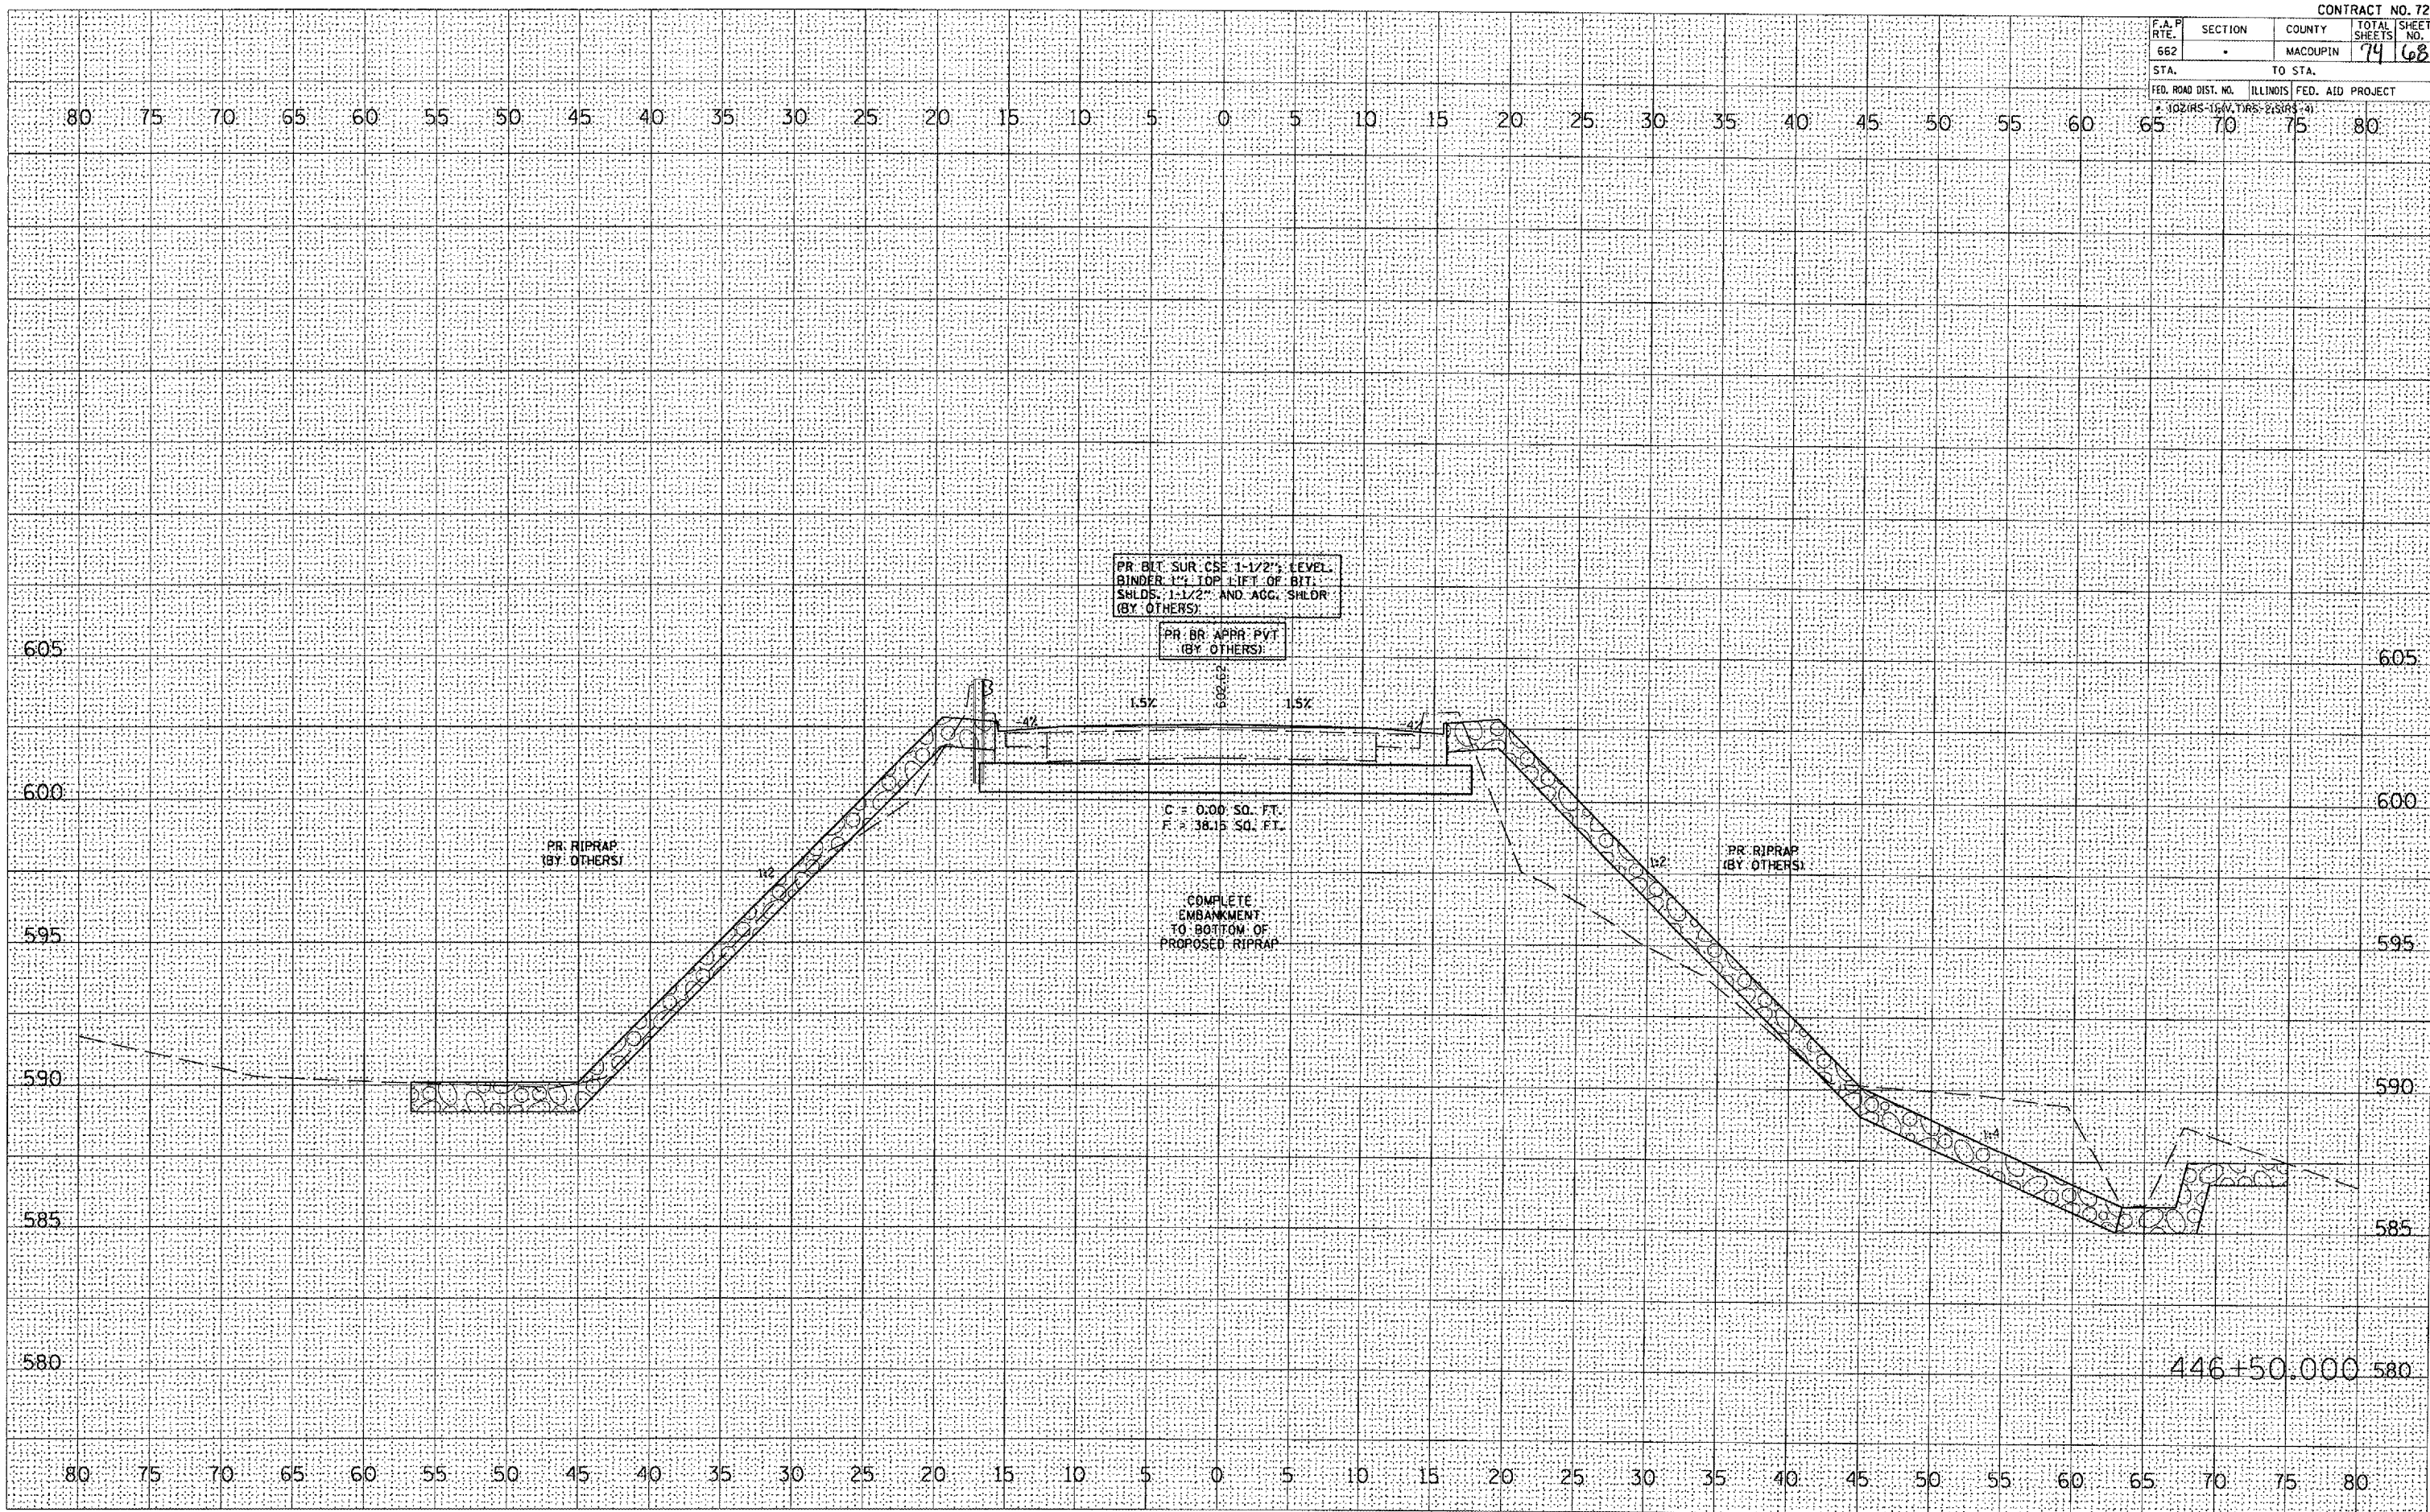 CONTRACT NO. 72
F.A.P RTE. SECTION COUNTY TOTAL SHEETS SHEET NO.
662 • MACOUPIN 74 68
STA. TO STA.
FED. ROAD DIST. NO. ILLINOIS FED. AID PROJECT
80 75 70 65 60 55 50 45 40 35 30 25 20 15 10 5 0 5 10 15 20 25 30 35 40 45 50 55 60 65 70 75 80
PR BIT SUR CSE 1-1/2"; LEVEL.
BINDER 1"; TOP LIFT OF BIT.
SHLDS. 1-1/2" AND AGG. SHLDR
(BY OTHERS)
PR BR APPR PVT
(BY OTHERS)
605 605
602.62
1.5% 1.5%
-4% -4%
600 600
C = 0.00 SQ. FT.
F = 38.15 SQ. FT.
PR RIPRAP
(BY OTHERS)
1:2
1:2
PR RIPRAP
(BY OTHERS)
COMPLETE
EMBANKMENT
TO BOTTOM OF
PROPOSED RIPRAP
595 595
590 590
1:4
585 585
580 446+50.000 580
80 75 70 65 60 55 50 45 40 35 30 25 20 15 10 5 0 5 10 15 20 25 30 35 40 45 50 55 60 65 70 75 80